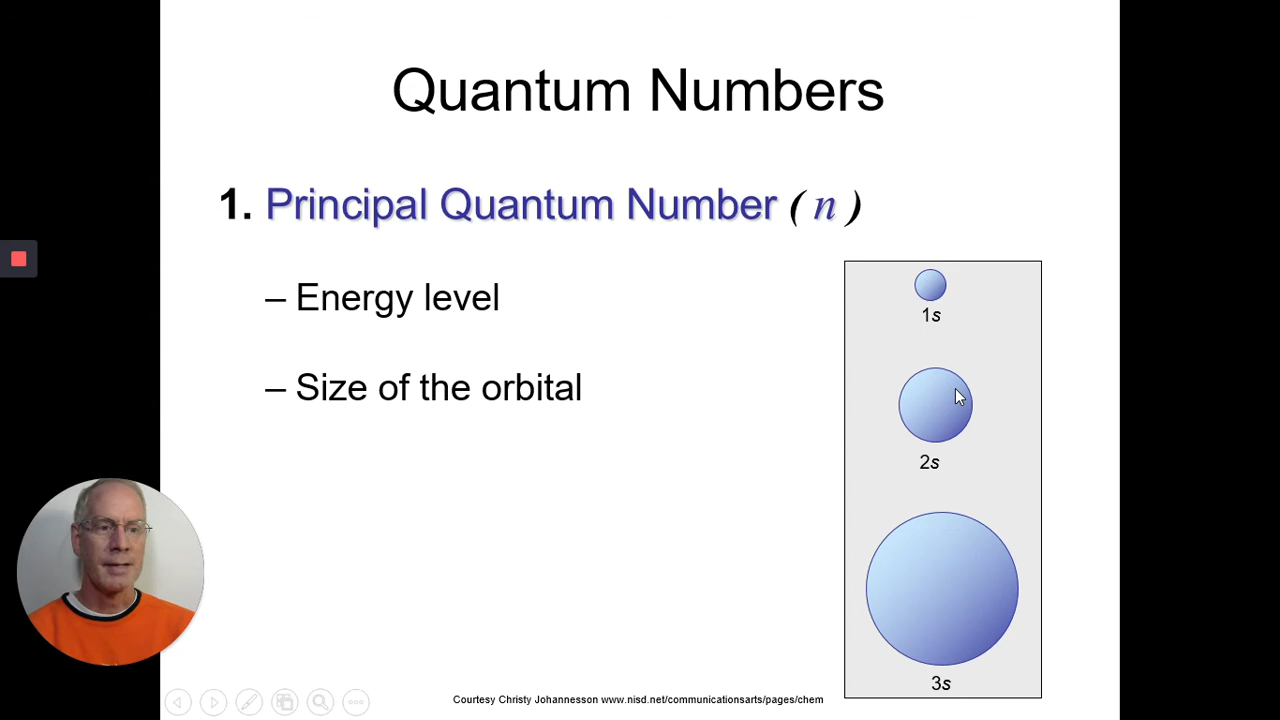 Quantum Numbers
1. Principal Quantum Number ( n )
– Energy level
– Size of the orbital
1s
2s
3s
Courtesy Christy Johannesson www.nisd.net/communicationsarts/pages/chem